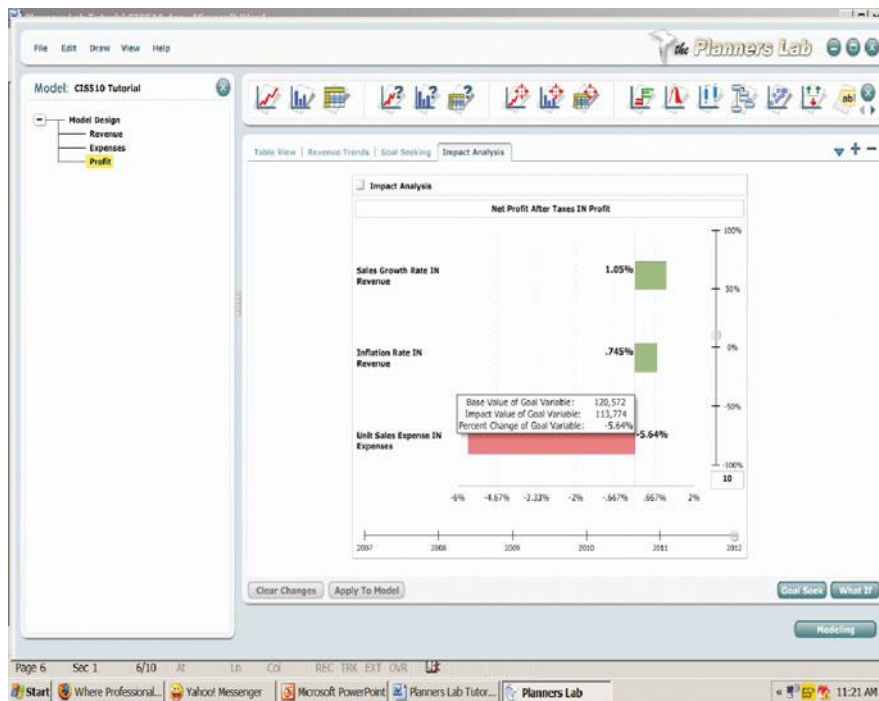 File Edit Draw View Help
the Planners Lab
Model: CIS510 Tutorial
Model Design
Revenue
Expenses
Profit
abl
Table View | Revenue Trends | Goal Seeking | Impact Analysis
Impact Analysis
Net Profit After Taxes IN Profit
100%
Sales Growth Rate IN
Revenue
1.05%
50%
Inflation Rate IN
Revenue
.745%
0%
Base Value of Goal Variable: 120,572
Impact Value of Goal Variable: 113,774
Percent Change of Goal Variable: -5.64%
-50%
Unit Sales Expense IN
Expenses
-5.64%
-100%
10
-6% -4.67% -3.33% -2% -.667% .667% 2%
2007 2008 2009 2010 2011 2012
Clear Changes Apply To Model Goal Seek What If
Modeling
Page 6 Sec 1 6/10 At Ln Col REC TRK EXT OVR
Start Where Professional... Yahoo! Messenger Microsoft PowerPoint Planners Lab Tutor... Planners Lab « 11:21 AM